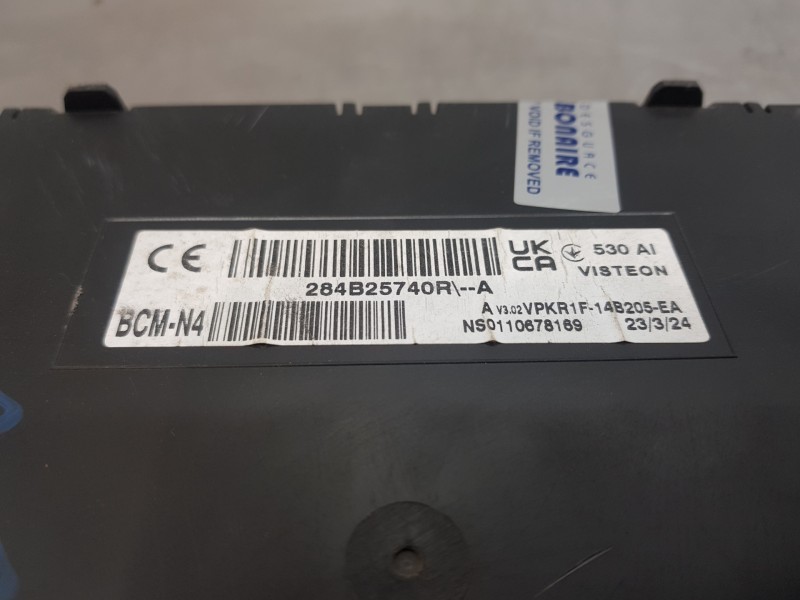 SOURCE
BONAIRE
VOID IF REMOVED
CE
UK
CA
530 AI
VISTEON
284B25740R\--A
BCM-N4
A V3.02VPKR1F-14B205-EA
NS0110678169
23/3/24